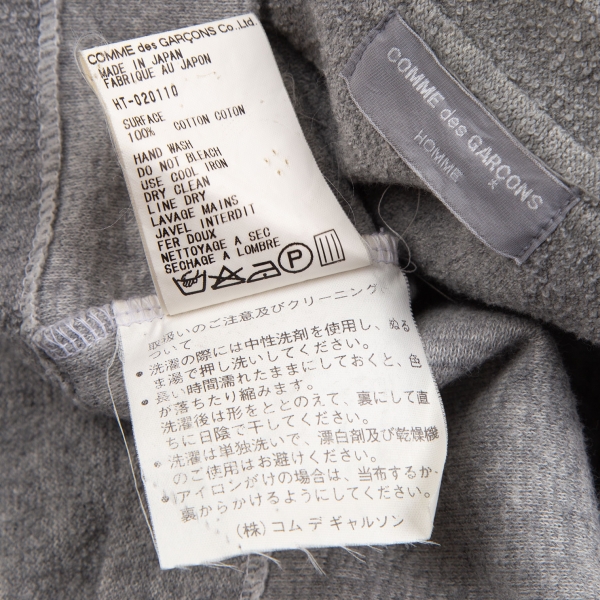 COMME des GARÇONS Co., Ltd.
MADE IN JAPAN
FABRIQUE AU JAPON
HT-020110
SURFACE
100% COTTON COTON
HAND WASH
DO NOT BLEACH
USE COOL IRON
DRY CLEAN
LINE DRY
LAVAGE MAINS
JAVEL INTERDIT
FER DOUX
NETTOYAGE A SEC
SECHAGE A LOMBRE
P
COMME des GARÇONS
HOMME
取扱いのご注意及びクリーニング
ついて
● 洗濯の際には中性洗剤を使用し、ぬる
ま湯で押し洗いしてください。
● 長い時間濡れたままにしておくと、色
が落ちたり縮みます。
洗濯後は形をととのえて、裏にして直
ちに日陰で干してください。
● 洗濯は単独洗いで、漂白剤及び乾燥機
のご使用はお避けください。
● アイロンがけの場合は、当布するか、
裏からかけるようにしてください。
(株) コム デ ギャルソン